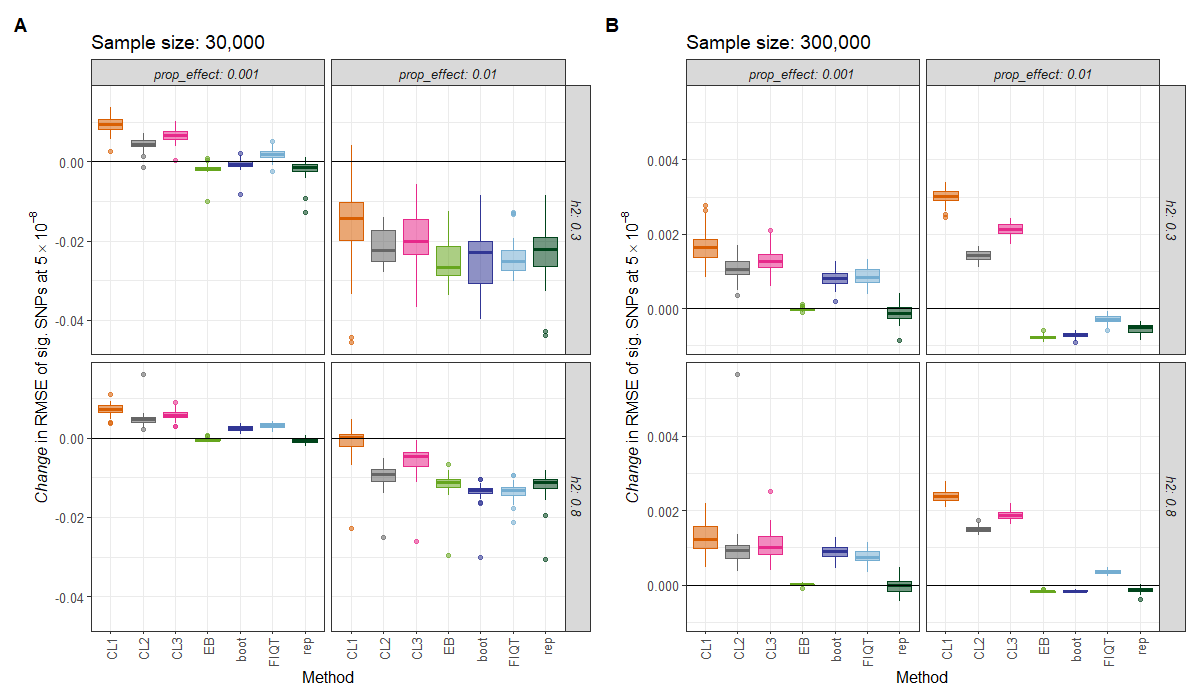 A
Sample size: 30,000
prop_effect: 0.001
prop_effect: 0.01
h2: 0.3
h2: 0.8
0.00
-0.02
-0.04
0.00
-0.02
-0.04
Change in RMSE of sig. SNPs at 5 × 10⁻⁸
CL1
CL2
CL3
EB
boot
FIQT
rep
CL1
CL2
CL3
EB
boot
FIQT
rep
Method
B
Sample size: 300,000
prop_effect: 0.001
prop_effect: 0.01
h2: 0.3
h2: 0.8
0.004
0.002
0.000
0.004
0.002
0.000
Change in RMSE of sig. SNPs at 5 × 10⁻⁸
CL1
CL2
CL3
EB
boot
FIQT
rep
CL1
CL2
CL3
EB
boot
FIQT
rep
Method